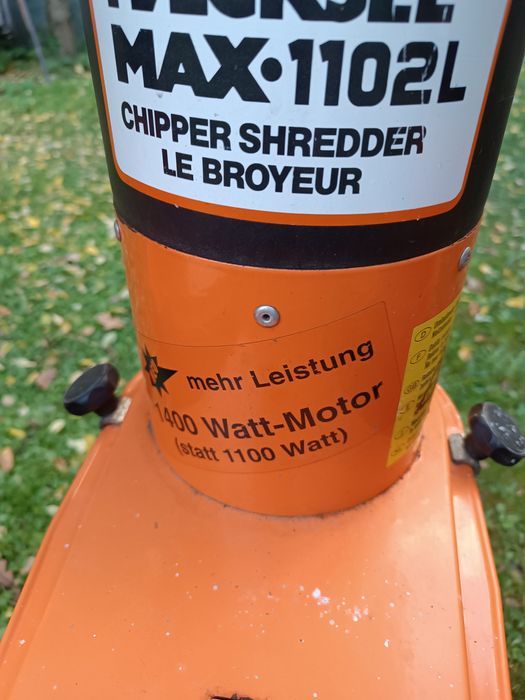 MAX·1102L
CHIPPER SHREDDER
LE BROYEUR
mehr Leistung
1400 Watt-Motor
(statt 1100 Watt)